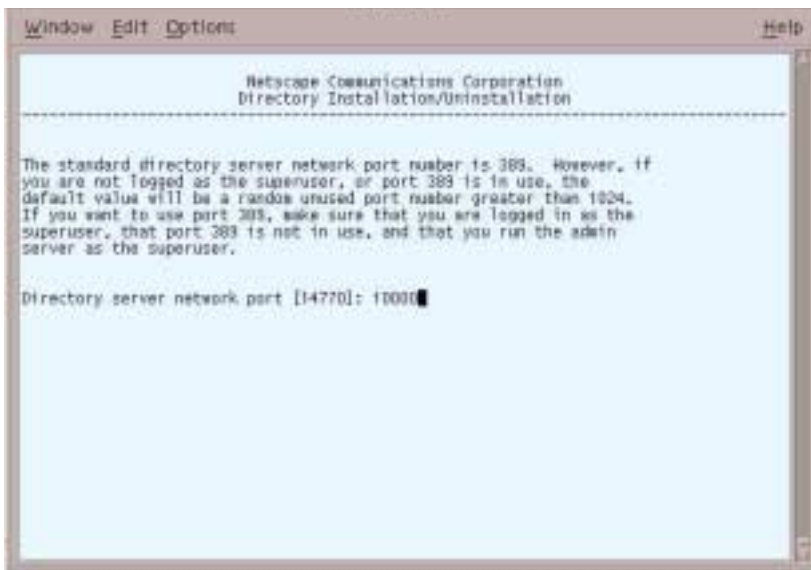 Window Edit Options Help
Netscape Communications Corporation
Directory Installation/Uninstallation
The standard directory server network port number is 389. However, if
you are not logged as the superuser, or port 389 is in use, the
default value will be a random unused port number greater than 1024.
If you want to use port 389, make sure that you are logged in as the
superuser, that port 389 is not in use, and that you run the admin
server as the superuser.
Directory server network port [14770]: 10000